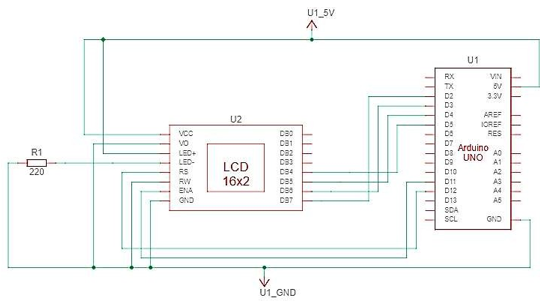 U1_5V
U1
RX VIN
TX 5V
D2 3.3V
D3
D4 AREF
D5 IOREF
D6 RES
D7
Arduino
UNO
D8 A0
D9 A1
D10 A2
D11 A3
D12 A4
D13 A5
SDA
SCL GND
U2
VCC DB0
VO DB1
LED+ DB2
LED- DB3
RS DB4
RW DB5
ENA DB6
GND DB7
LCD
16x2
R1
220
U1_GND